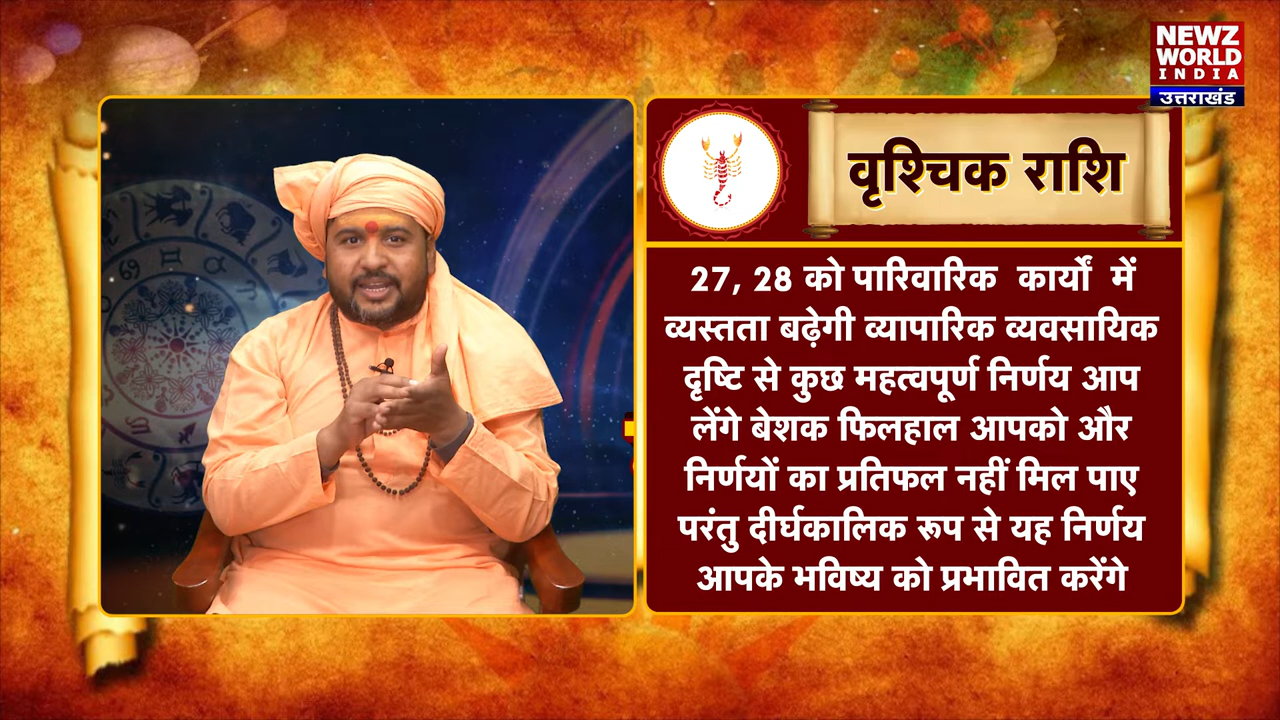 NEWZ
WORLD
INDIA
उत्तराखंड
वृश्चिक राशि
27, 28 को पारिवारिक कार्यों में
व्यस्तता बढ़ेगी व्यापारिक व्यवसायिक
दृष्टि से कुछ महत्वपूर्ण निर्णय आप
लेंगे बेशक फिलहाल आपको और
निर्णयों का प्रतिफल नहीं मिल पाए
परंतु दीर्घकालिक रूप से यह निर्णय
आपके भविष्य को प्रभावित करेंगे